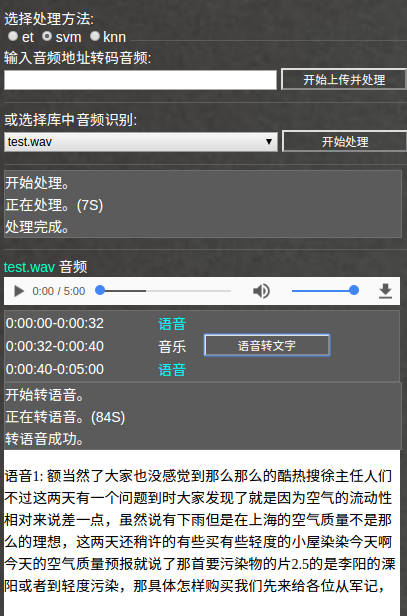 选择处理方法:
et svm knn
输入音频地址转码音频:
开始上传并处理
或选择库中音频识别:
test.wav 开始处理
开始处理。
正在处理。(7S)
处理完成。
test.wav 音频
0:00 / 5:00
0:00:00-0:00:32 语音
0:00:32-0:00:40 音乐 语音转文字
0:00:40-0:05:00 语音
开始转语音。
正在转语音。(84S)
转语音成功。
语音1: 额当然了大家也没感觉到那么那么的酷热搜徐主任人们
不过这两天有一个问题到时大家发现了就是因为空气的流动性
相对来说差一点，虽然说有下雨但是在上海的空气质量不是那
么的理想，这两天还稍许的有些买有些轻度的小屋染染今天啊
今天的空气质量预报就说了那首要污染物的片2.5的是李阳的溧
阳或者到轻度污染，那具体怎样购买我们先来给各位从军记，